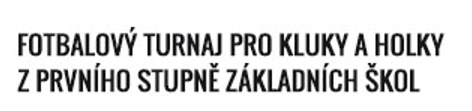 FOTBALOVÝ TURNAJ PRO KLUKY A HOLKY
Z PRVNÍHO STUPNĚ ZÁKLADNÍCH ŠKOL